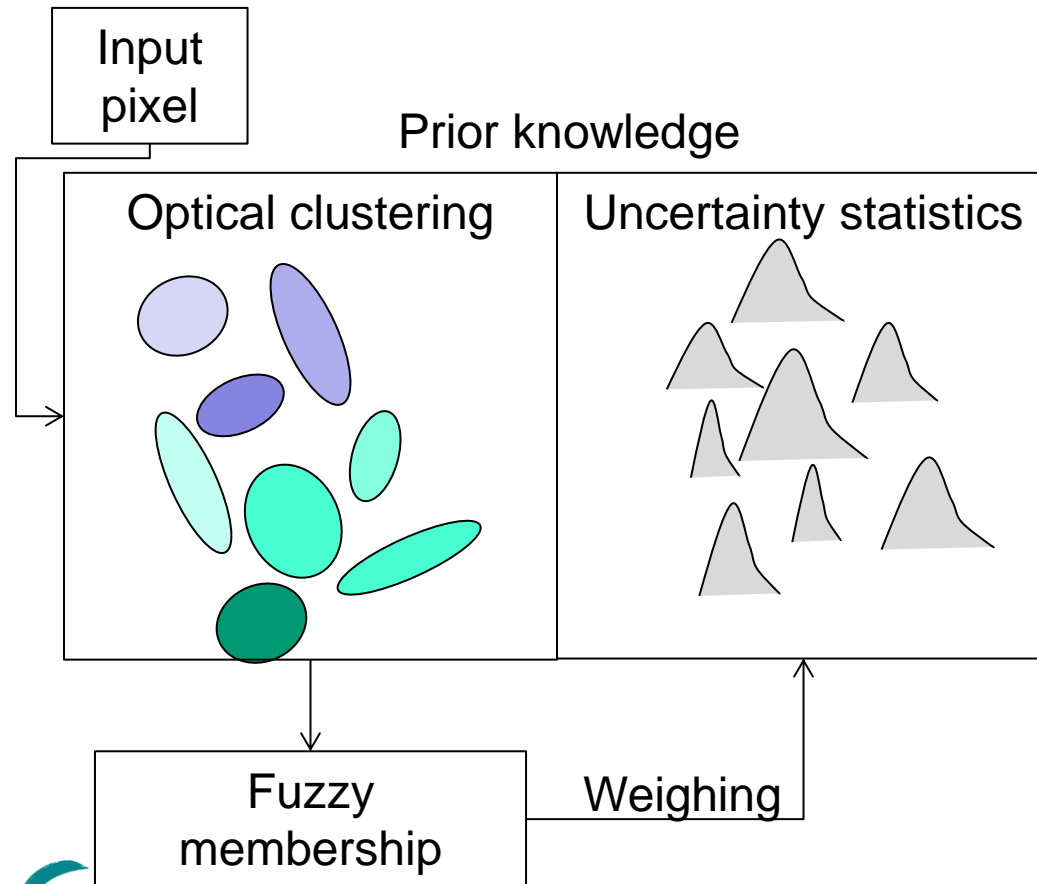 Input
pixel
Prior knowledge
Optical clustering
Uncertainty statistics
Fuzzy
membership
Weighing